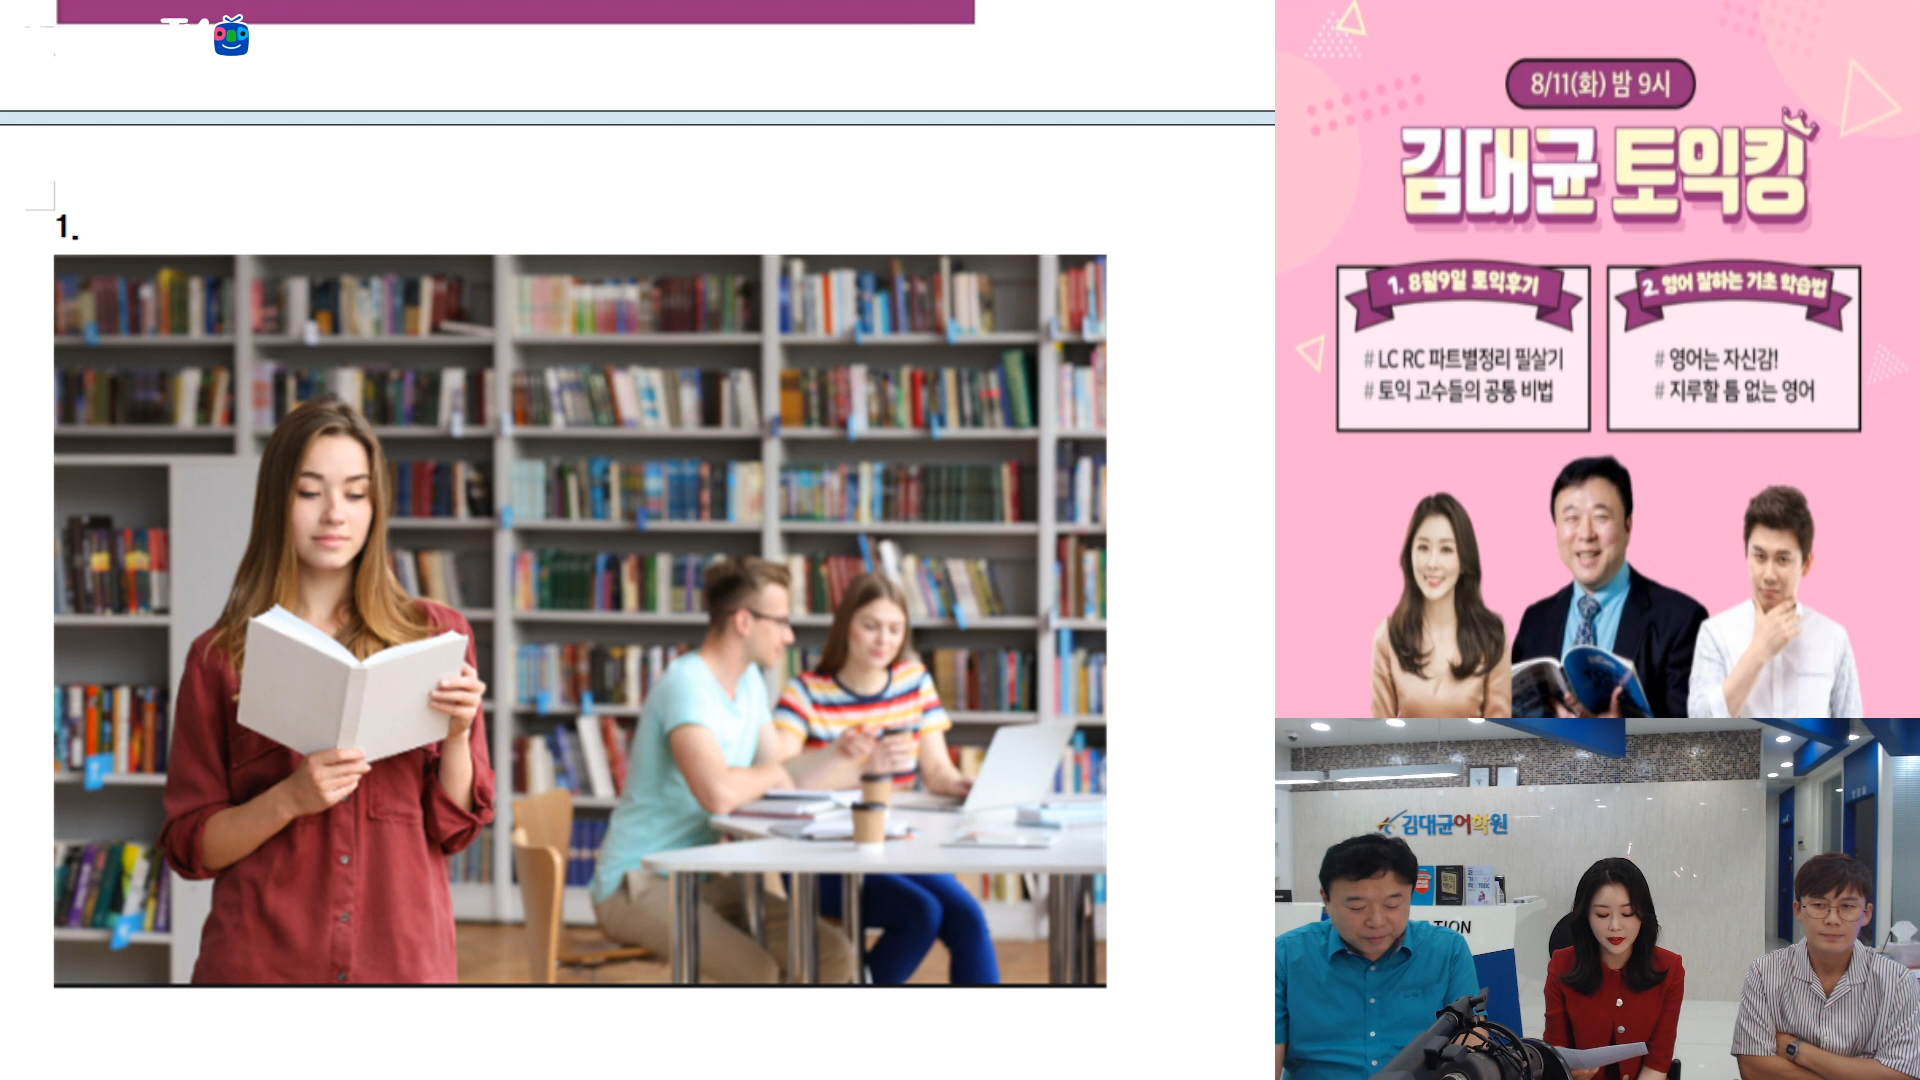 1.
8/11(화) 밤 9시
김대균 토익킹
1. 8월9일 토익후기
# LC RC 파트별정리 필살기
# 토익 고수들의 공통 비법
2. 영어 잘하는 기초 학습법
# 영어는 자신감!
# 지루할 틈 없는 영어
김대균어학원
TION